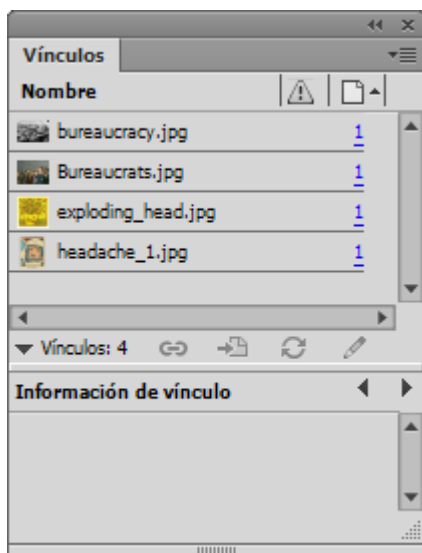 Vínculos
Nombre
bureaucracy.jpg 1
Bureaucrats.jpg 1
exploding_head.jpg 1
headache_1.jpg 1
Vínculos: 4
Información de vínculo